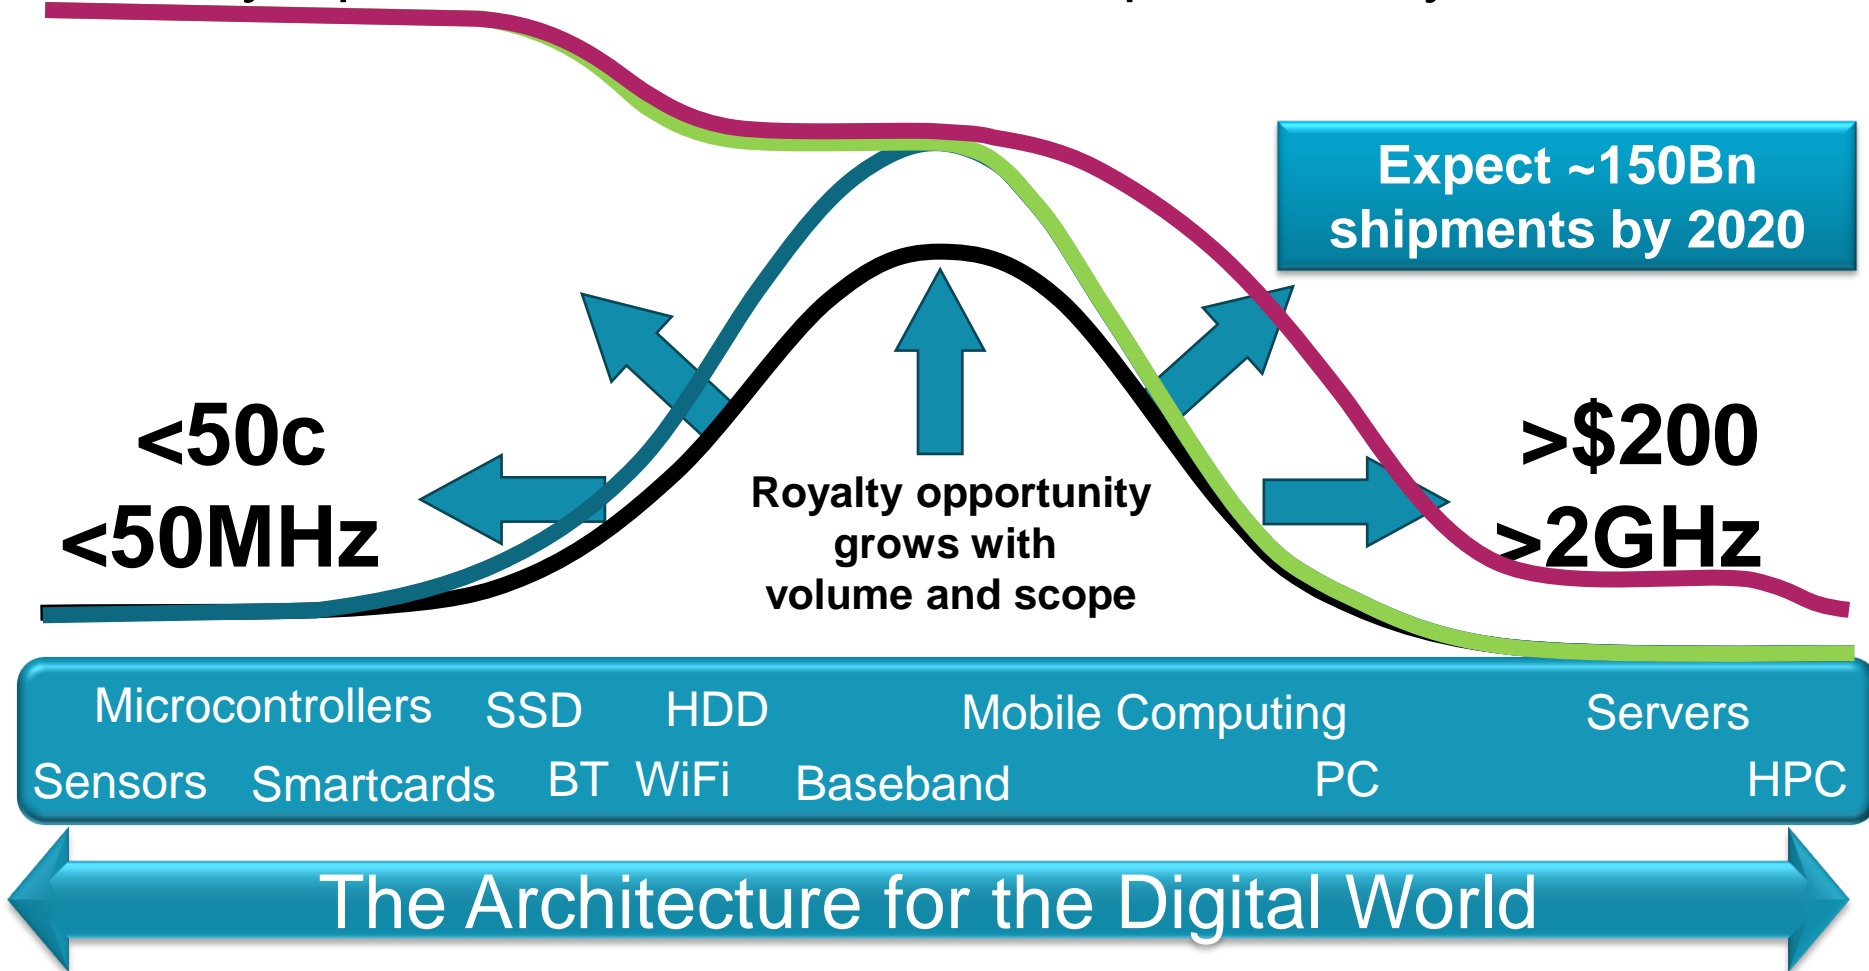 Expect ~150Bn
shipments by 2020
<50c
<50MHz
>$200
>2GHz
Royalty opportunity
grows with
volume and scope
Microcontrollers SSD HDD Mobile Computing Servers
Sensors Smartcards BT WiFi Baseband PC HPC
The Architecture for the Digital World